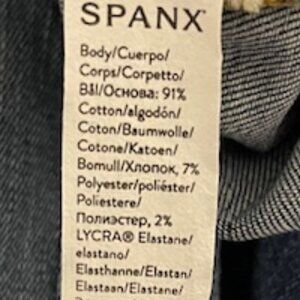 SPANX
Body/Cuerpo/
Corps/Corpetto/
Bál/Основа: 91%
Cotton/algodón/
Coton/Baumwolle/
Cotone/Katoen/
Bomull/Хлопок, 7%
Polyester/poliéster/
Poliestere/
Полиэстер, 2%
LYCRA® Elastane/
elastano/
Elasthanne/Elastan/
Elastaan/Elastane/